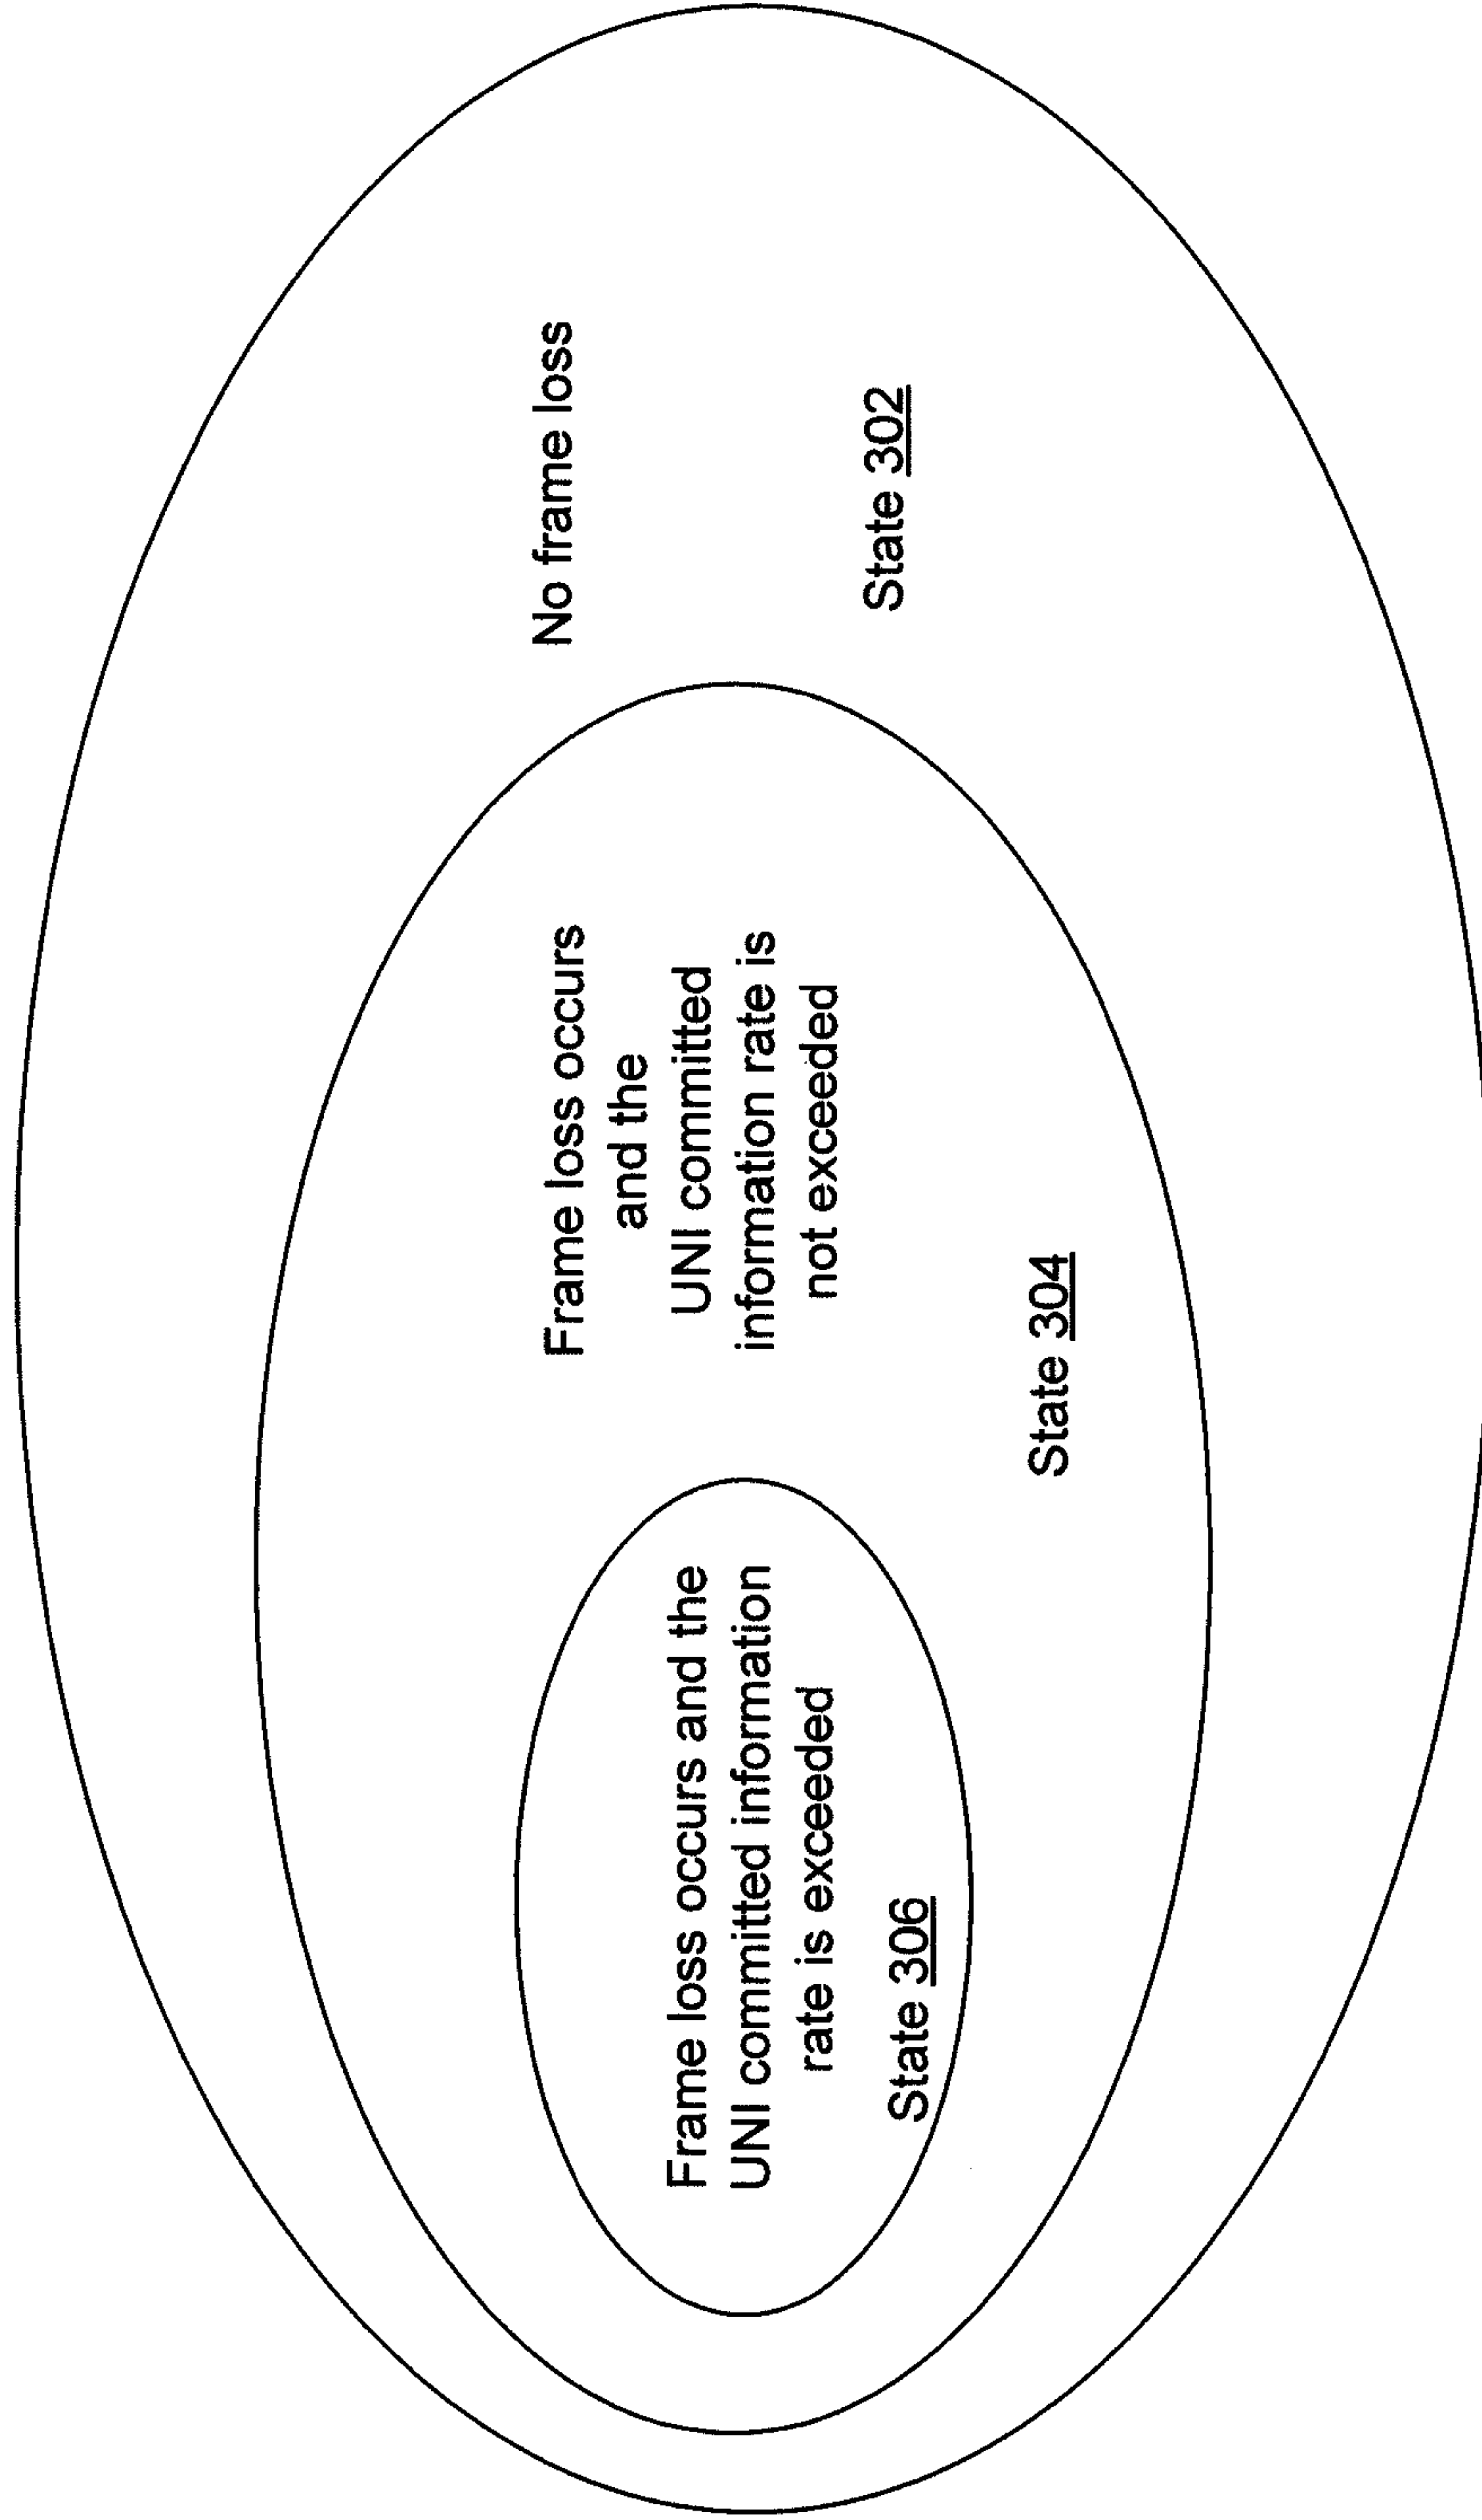 No frame loss
State 302
Frame loss occurs
and the
UNI committed
information rate is
not exceeded
State 304
Frame loss occurs and the
UNI committed information
rate is exceeded
State 306